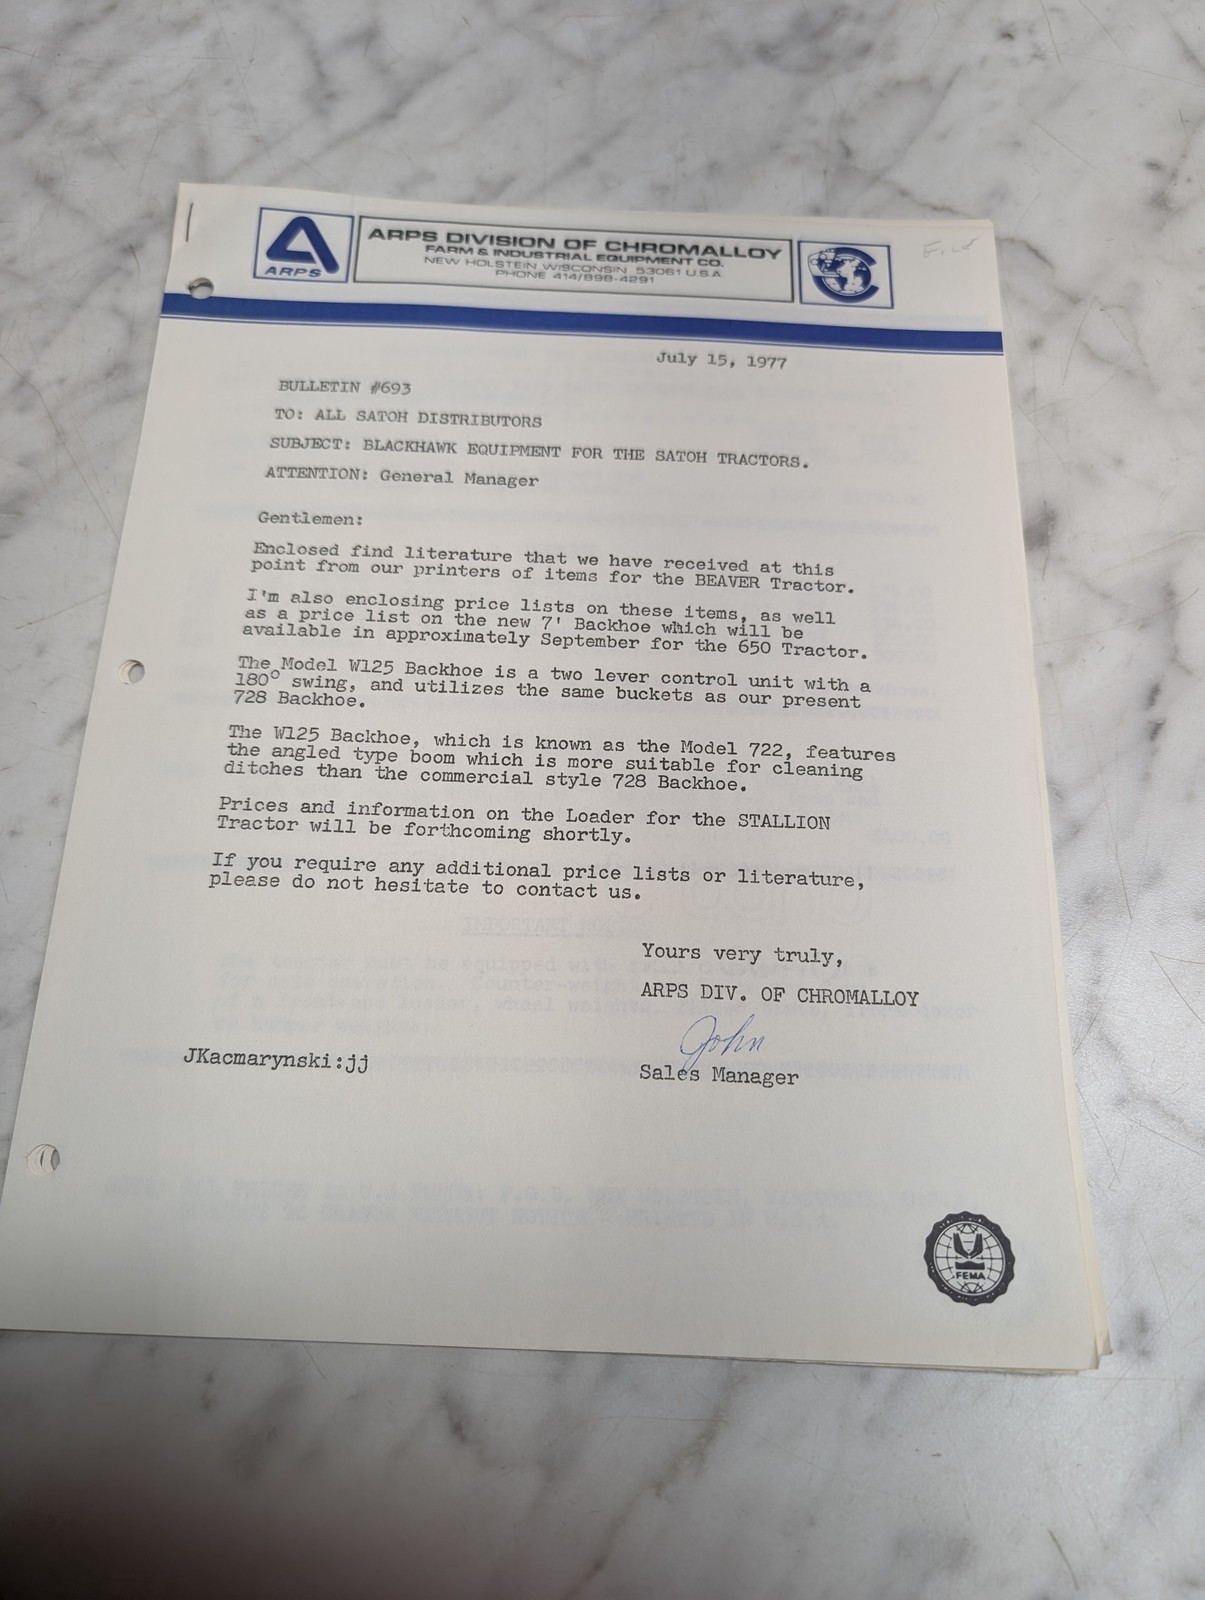 ARPS
ARPS DIVISION OF CHROMALLOY
FARM & INDUSTRIAL EQUIPMENT CO.
NEW HOLSTEIN WISCONSIN 53061 U.S.A.
PHONE 414/898-4291
File
July 15, 1977
BULLETIN #693
TO: ALL SATOH DISTRIBUTORS
SUBJECT: BLACKHAWK EQUIPMENT FOR THE SATOH TRACTORS.
ATTENTION: General Manager
Gentlemen:
Enclosed find literature that we have received at this
point from our printers of items for the BEAVER Tractor.
I'm also enclosing price lists on these items, as well
as a price list on the new 7' Backhoe which will be
available in approximately September for the 650 Tractor.
The Model W125 Backhoe is a two lever control unit with a
180° swing, and utilizes the same buckets as our present
728 Backhoe.
The W125 Backhoe, which is known as the Model 722, features
the angled type boom which is more suitable for cleaning
ditches than the commercial style 728 Backhoe.
Prices and information on the Loader for the STALLION
Tractor will be forthcoming shortly.
If you require any additional price lists or literature,
please do not hesitate to contact us.
Yours very truly,
ARPS DIV. OF CHROMALLOY
John
Sales Manager
JKacmarynski:jj
FEMA